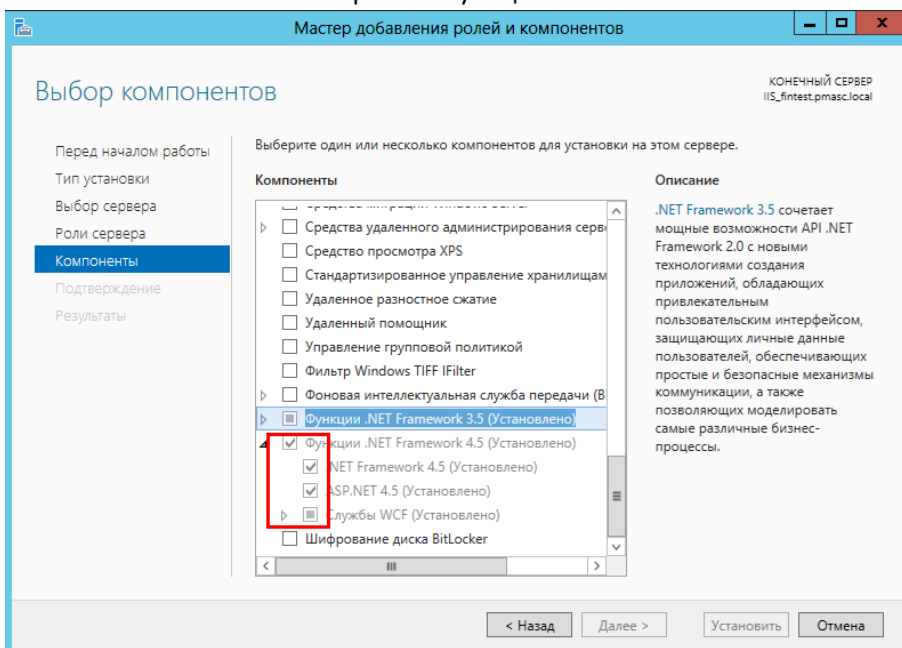 Мастер добавления ролей и компонентов
Выбор компонентов
КОНЕЧНЫЙ СЕРВЕР
IIS_fintest.pmasc.local
Перед началом работы
Тип установки
Выбор сервера
Роли сервера
Компоненты
Подтверждение
Результаты
Выберите один или несколько компонентов для установки на этом сервере.
Компоненты
Средства удаленного администрирования серве
Средство просмотра XPS
Стандартизированное управление хранилищам
Удаленное разностное сжатие
Удаленный помощник
Управление групповой политикой
Фильтр Windows TIFF IFilter
Фоновая интеллектуальная служба передачи (B
Функции .NET Framework 3.5 (Установлено)
Функции .NET Framework 4.5 (Установлено)
.NET Framework 4.5 (Установлено)
ASP.NET 4.5 (Установлено)
Службы WCF (Установлено)
Шифрование диска BitLocker
Описание
.NET Framework 3.5 сочетает
мощные возможности API .NET
Framework 2.0 с новыми
технологиями создания
приложений, обладающих
привлекательным
пользовательским интерфейсом,
защищающих личные данные
пользователей, обеспечивающих
простые и безопасные механизмы
коммуникации, а также
позволяющих моделировать
самые различные бизнес-
процессы.
< Назад
Далее >
Установить
Отмена